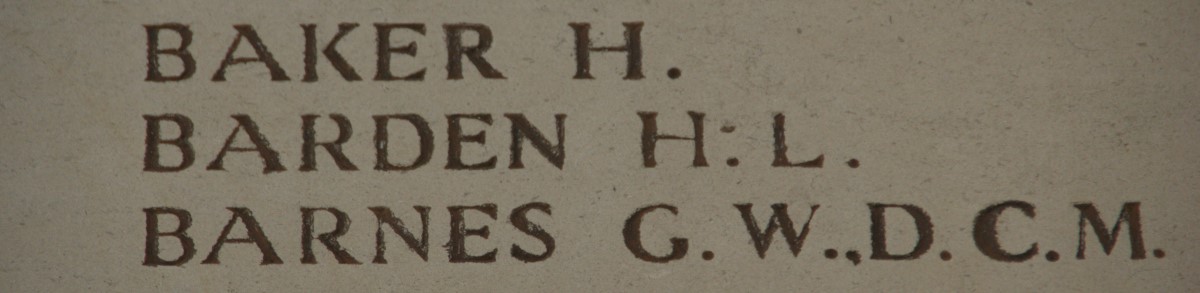 BAKER H.
BARDEN H. L.
BARNES G. W., D. C. M.